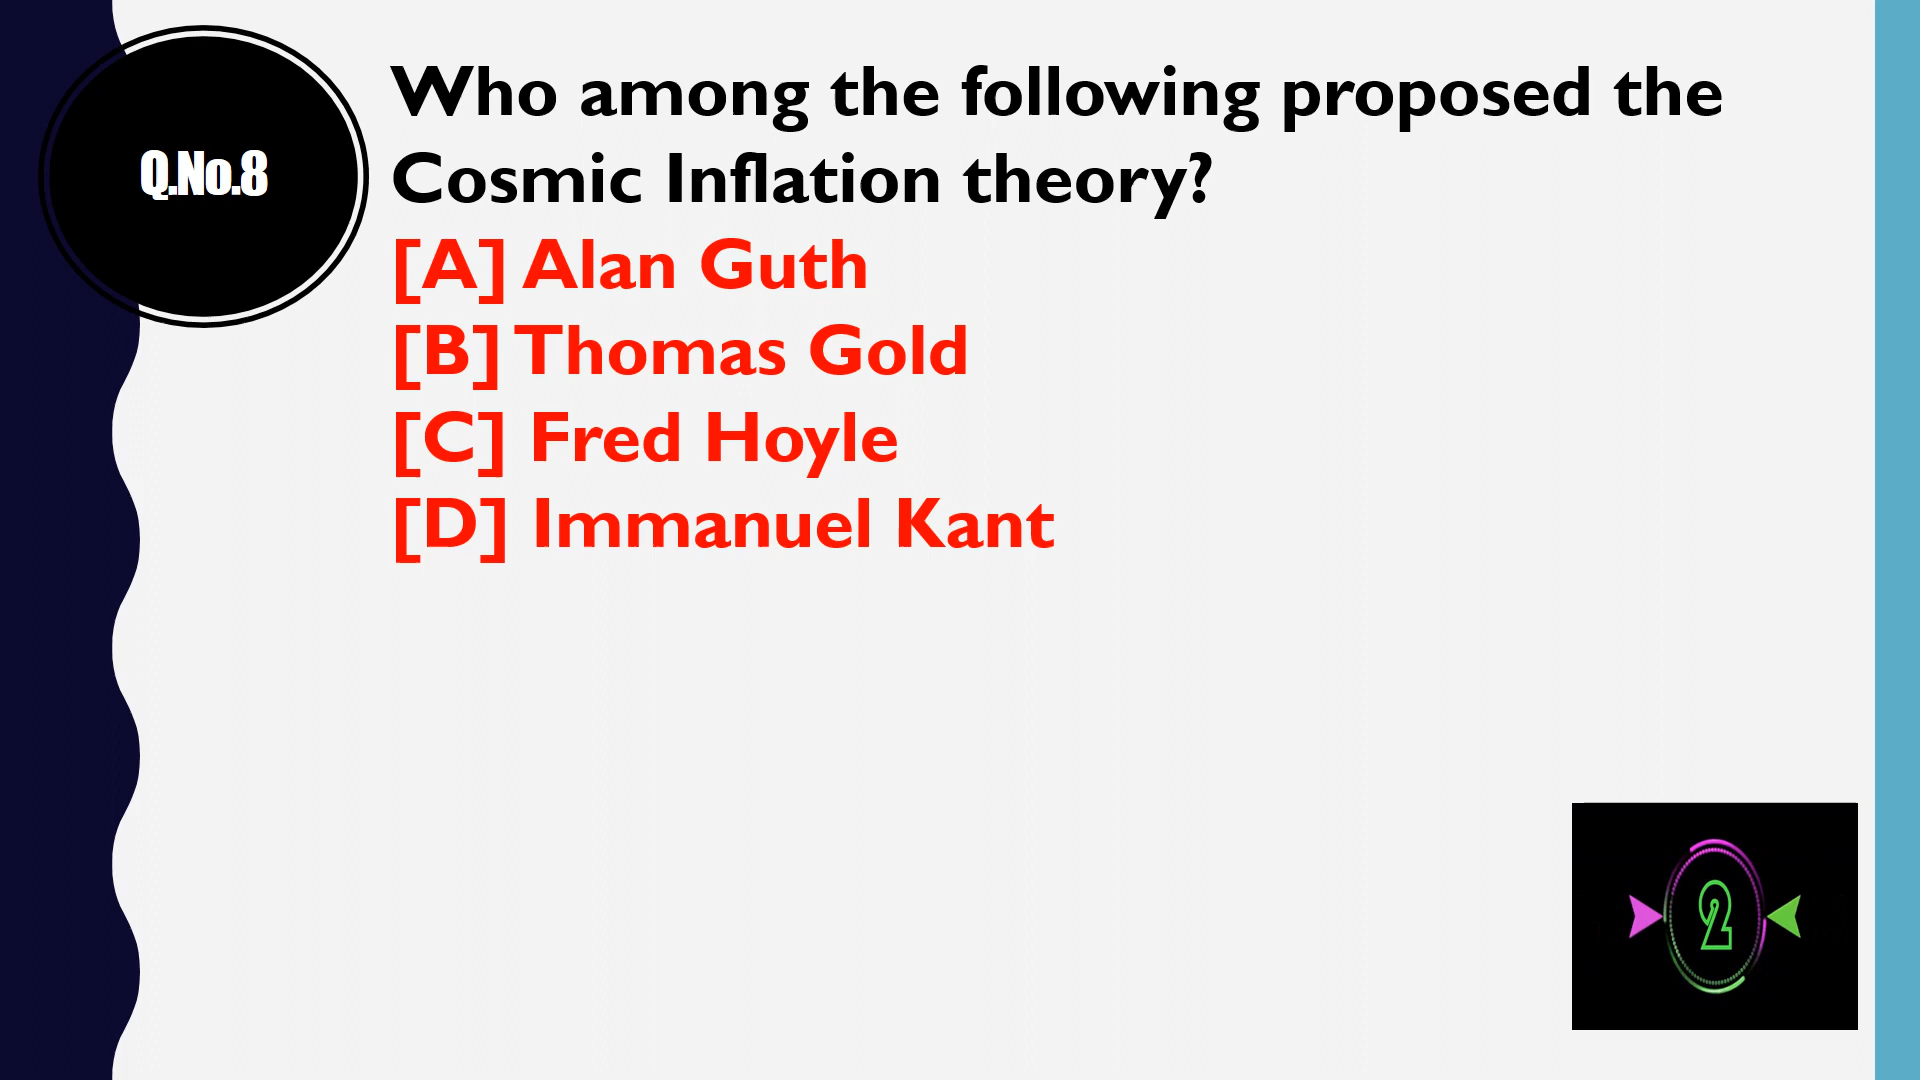 Q.No.8
Who among the following proposed the
Cosmic Inflation theory?
[A] Alan Guth
[B] Thomas Gold
[C] Fred Hoyle
[D] Immanuel Kant
2